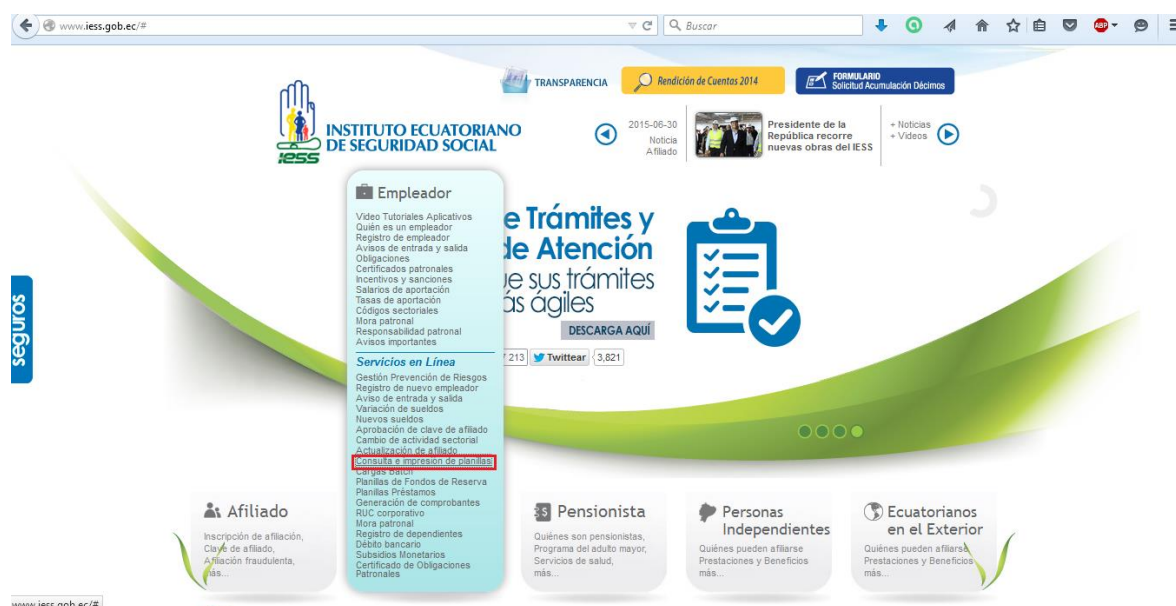 www.iess.gob.ec/#
Buscar
ABP
TRANSPARENCIA
Rendición de Cuentas 2014
FORMULARIO
Solicitud Acumulación Décimos
iess
INSTITUTO ECUATORIANO
DE SEGURIDAD SOCIAL
2015-06-30
Noticia
Afiliado
Presidente de la
República recorre
nuevas obras del IESS
+ Noticias
+ Videos
seguros
Empleador
Video Tutoriales Aplicativos
Quién es un empleador
Registro de empleador
Avisos de entrada y salida
Obligaciones
Certificados patronales
Incentivos y sanciones
Salarios de aportación
Tasas de aportación
Códigos sectoriales
Mora patronal
Responsabilidad patronal
Avisos importantes
Servicios en Línea
Gestión Prevención de Riesgos
Registro de nuevo empleador
Aviso de entrada y salida
Variación de sueldos
Nuevos sueldos
Aprobación de clave de afiliado
Cambio de actividad sectorial
Actualización de afiliado
Consulta e impresión de planillas
Cargas Batch
Planillas de Fondos de Reserva
Planillas Préstamos
Generación de comprobantes
RUC corporativo
Mora patronal
Registro de dependientes
Débito bancario
Subsidios Monetarios
Certificado de Obligaciones
Patronales
e Trámites y
de Atención
ue sus trámites
ás ágiles
DESCARGA AQUÍ
213 Twittear 3,821
Afiliado
Inscripción de afiliación,
Clave de afiliado,
Afiliación fraudulenta,
más...
Pensionista
Quiénes son pensionistas,
Programa del adulto mayor,
Servicios de salud,
más...
Personas
Independientes
Quiénes pueden afiliarse
Prestaciones y Beneficios
más...
Ecuatorianos
en el Exterior
Quiénes pueden afiliarse
Prestaciones y Beneficios
más...
www.iess.gob.ec/#